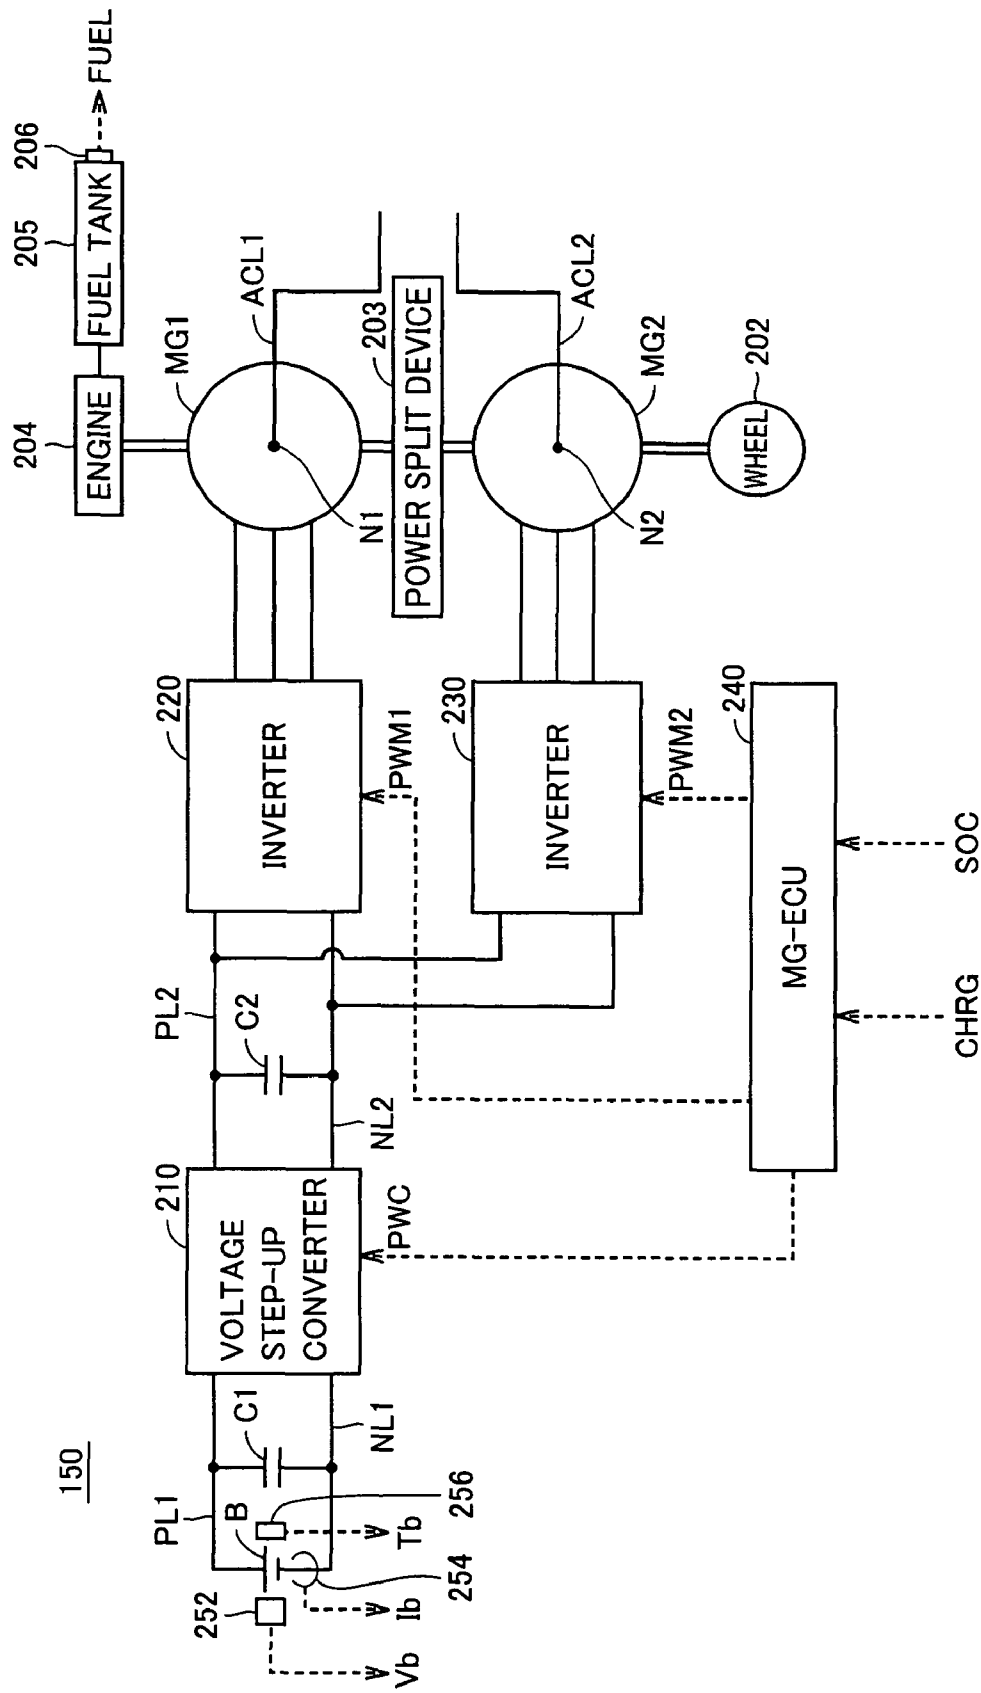 150
204
205
206
ENGINE
FUEL TANK
FUEL
MG1
ACL1
N1
203
POWER SPLIT DEVICE
ACL2
MG2
N2
202
WHEEL
PL1
B
C1
NL1
252
254
256
Vb
Ib
Tb
210
VOLTAGE
STEP-UP
CONVERTER
PWC
PL2
C2
NL2
220
INVERTER
PWM1
230
INVERTER
PWM2
240
MG-ECU
CHRG
SOC